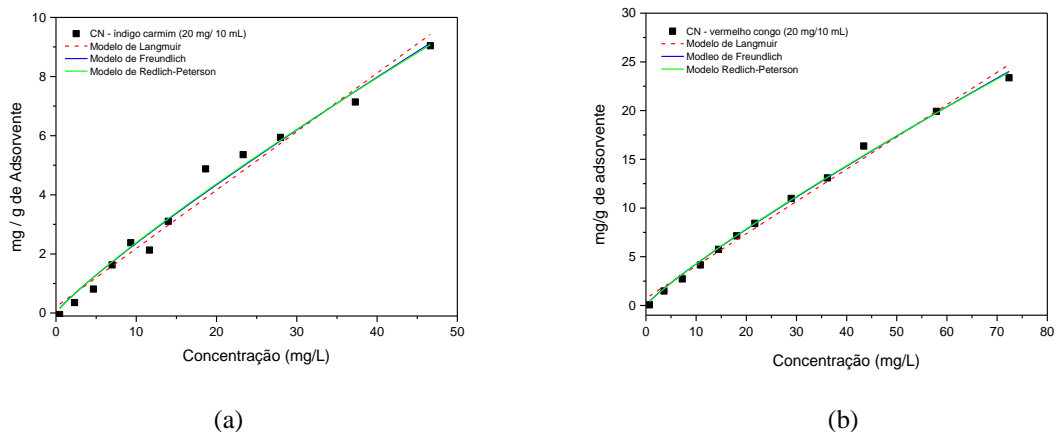 10
8
6
4
2
0
mg / g de Adsorvente
CN - índigo carmim (20 mg/ 10 mL)
Modelo de Langmuir
Modelo de Freundlich
Modelo de Redlich-Peterson
0 10 20 30 40 50
Concentração (mg/L)
(a)
30
25
20
15
10
5
0
mg/g de adsorvente
CN - vermelho congo (20 mg/10 mL)
Modelo de Langmuir
Modleo de Freundlich
Modelo Redlich-Peterson
0 10 20 30 40 50 60 70 80
Concentração (mg/L)
(b)